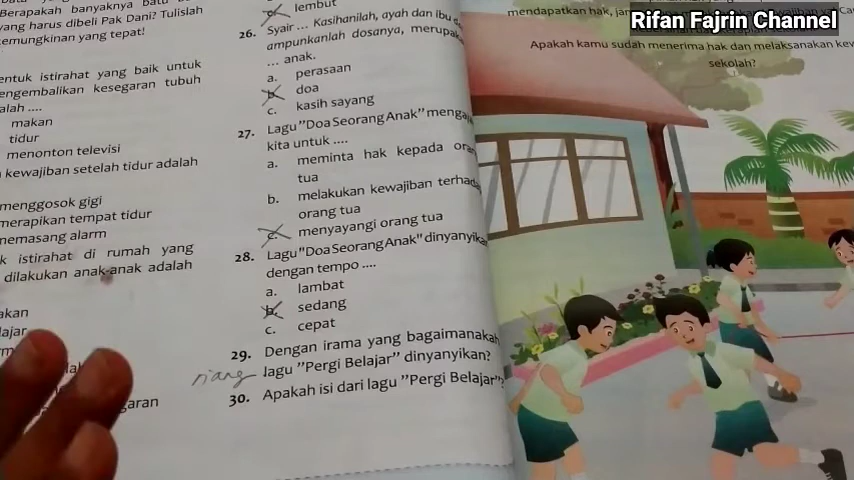 Berapakah banyaknya batu
yang harus dibeli Pak Dani? Tulislah
kemungkinan yang tepat!
entuk istirahat yang baik untuk
engembalikan kesegaran tubuh
alah ....
makan
tidur
menonton televisi
kewajiban setelah tidur adalah
menggosok gigi
merapikan tempat tidur
memasang alarm
k istirahat di rumah yang
dilakukan anak-anak adalah
akan
lajar
garan
c. lembut
26. Syair ... Kasihanilah, ayah dan ibu
ampunkanlah dosanya, merupak
... anak.
a. perasaan
b. doa
c. kasih sayang
27. Lagu "Doa Seorang Anak" mengaj
kita untuk ....
a. meminta hak kepada oran
tua
b. melakukan kewajiban terhad
orang tua
c. menyayangi orang tua
28. Lagu "Doa Seorang Anak" dinyanyika
dengan tempo ....
a. lambat
b. sedang
c. cepat
29. Dengan irama yang bagaimanakah
lagu "Pergi Belajar" dinyanyikan?
riang
30. Apakah isi dari lagu "Pergi Belajar"?
mendapatkan hak, jan
Rifan Fajrin Channel
Apakah kamu sudah menerima hak dan melaksanakan kew
sekolah?